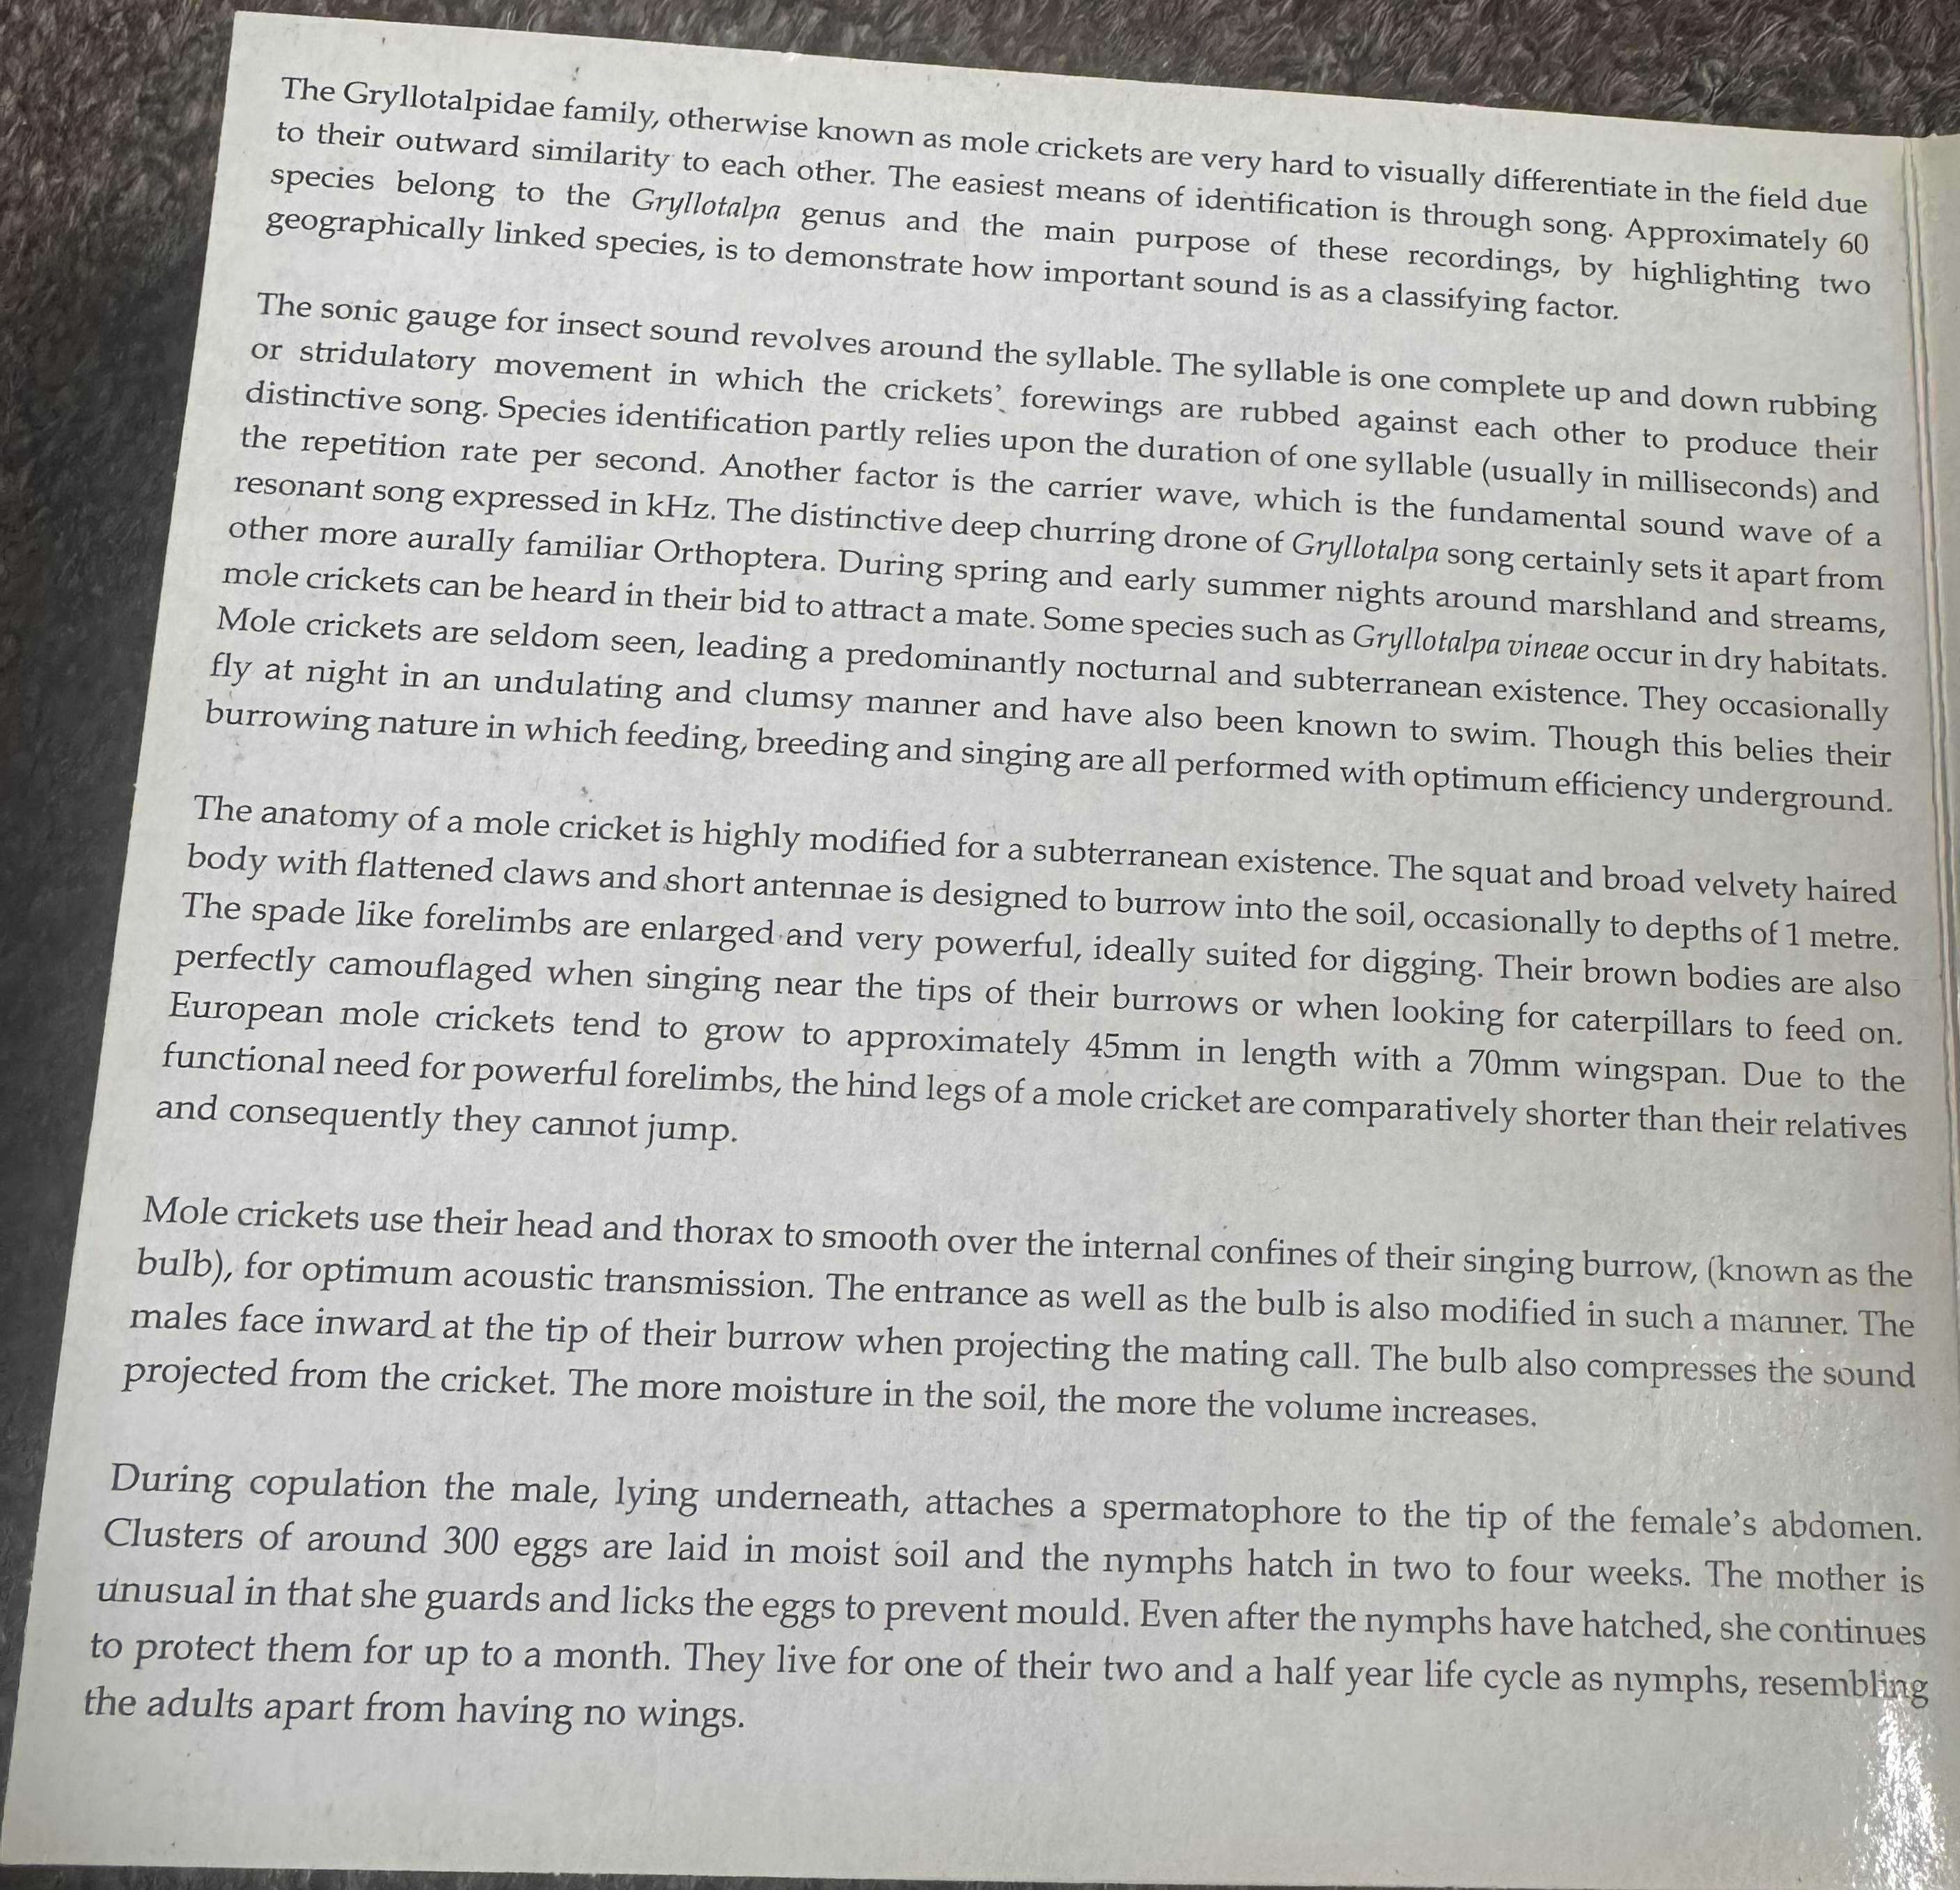 The Gryllotalpidae family, otherwise known as mole crickets are very hard to visually differentiate in the field due
to their outward similarity to each other. The easiest means of identification is through song. Approximately 60
species belong to the Gryllotalpa genus and the main purpose of these recordings, by highlighting two
geographically linked species, is to demonstrate how important sound is as a classifying factor.
The sonic gauge for insect sound revolves around the syllable. The syllable is one complete up and down rubbing
or stridulatory movement in which the crickets’ forewings are rubbed against each other to produce their
distinctive song. Species identification partly relies upon the duration of one syllable (usually in milliseconds) and
the repetition rate per second. Another factor is the carrier wave, which is the fundamental sound wave of a
resonant song expressed in kHz. The distinctive deep churring drone of Gryllotalpa song certainly sets it apart from
other more aurally familiar Orthoptera. During spring and early summer nights around marshland and streams,
mole crickets can be heard in their bid to attract a mate. Some species such as Gryllotalpa vineae occur in dry habitats.
Mole crickets are seldom seen, leading a predominantly nocturnal and subterranean existence. They occasionally
fly at night in an undulating and clumsy manner and have also been known to swim. Though this belies their
burrowing nature in which feeding, breeding and singing are all performed with optimum efficiency underground.
The anatomy of a mole cricket is highly modified for a subterranean existence. The squat and broad velvety haired
body with flattened claws and short antennae is designed to burrow into the soil, occasionally to depths of 1 metre.
The spade like forelimbs are enlarged and very powerful, ideally suited for digging. Their brown bodies are also
perfectly camouflaged when singing near the tips of their burrows or when looking for caterpillars to feed on.
European mole crickets tend to grow to approximately 45mm in length with a 70mm wingspan. Due to the
functional need for powerful forelimbs, the hind legs of a mole cricket are comparatively shorter than their relatives
and consequently they cannot jump.
Mole crickets use their head and thorax to smooth over the internal confines of their singing burrow, (known as the
bulb), for optimum acoustic transmission. The entrance as well as the bulb is also modified in such a manner. The
males face inward at the tip of their burrow when projecting the mating call. The bulb also compresses the sound
projected from the cricket. The more moisture in the soil, the more the volume increases.
During copulation the male, lying underneath, attaches a spermatophore to the tip of the female’s abdomen.
Clusters of around 300 eggs are laid in moist soil and the nymphs hatch in two to four weeks. The mother is
unusual in that she guards and licks the eggs to prevent mould. Even after the nymphs have hatched, she continues
to protect them for up to a month. They live for one of their two and a half year life cycle as nymphs, resembling
the adults apart from having no wings.